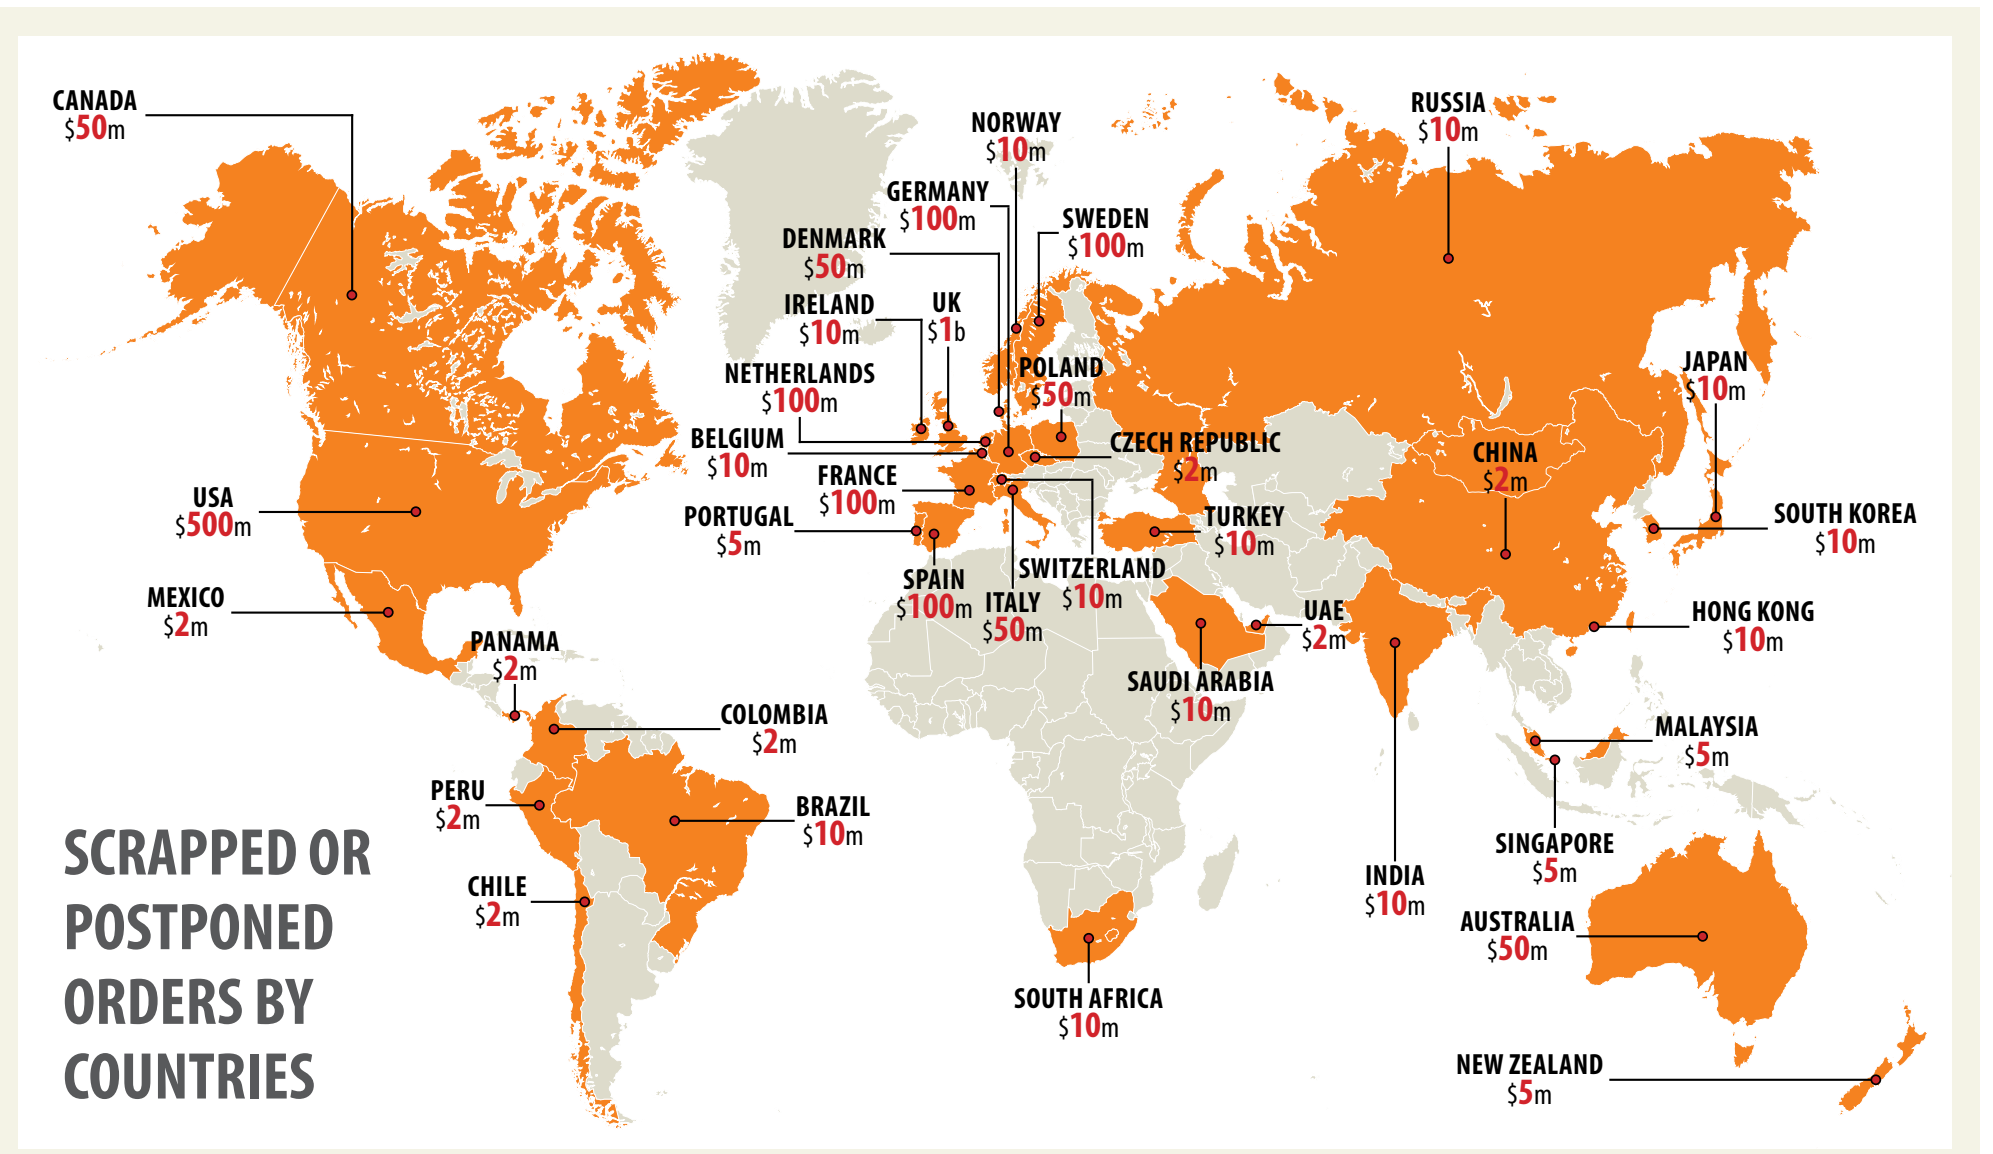 CANADA
$50m
NORWAY
$10m
RUSSIA
$10m
GERMANY
$100m
SWEDEN
$100m
DENMARK
$50m
IRELAND
$10m
UK
$1b
NETHERLANDS
$100m
POLAND
$50m
JAPAN
$10m
BELGIUM
$10m
CZECH REPUBLIC
$2m
CHINA
$2m
FRANCE
$100m
USA
$500m
PORTUGAL
$5m
TURKEY
$10m
SOUTH KOREA
$10m
SPAIN
$100m
ITALY
$50m
SWITZERLAND
$10m
MEXICO
$2m
UAE
$2m
HONG KONG
$10m
PANAMA
$2m
SAUDI ARABIA
$10m
COLOMBIA
$2m
MALAYSIA
$5m
PERU
$2m
BRAZIL
$10m
SINGAPORE
$5m
INDIA
$10m
CHILE
$2m
AUSTRALIA
$50m
SOUTH AFRICA
$10m
NEW ZEALAND
$5m
SCRAPPED OR
POSTPONED
ORDERS BY
COUNTRIES